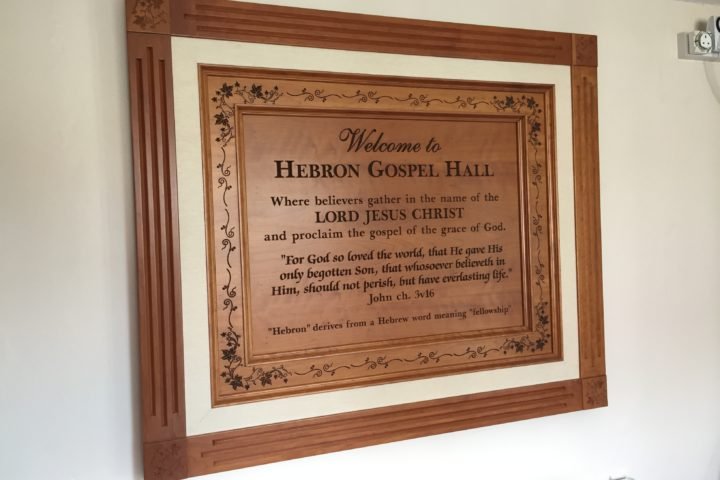 Welcome to
HEBRON GOSPEL HALL
Where believers gather in the name of the
LORD JESUS CHRIST
and proclaim the gospel of the grace of God.
"For God so loved the world, that He gave His
only begotten Son, that whosoever believeth in
Him, should not perish, but have everlasting life."
John ch. 3v16
"Hebron" derives from a Hebrew word meaning "fellowship"